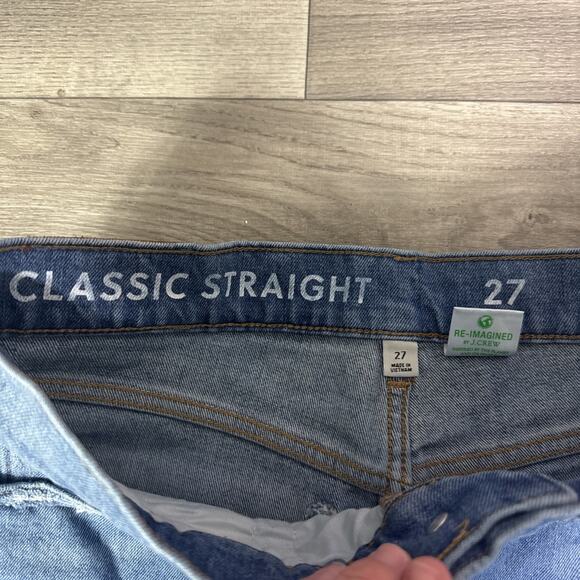 CLASSIC STRAIGHT 27
RE-IMAGINED
BY J.CREW
27
MADE IN
VIETNAM